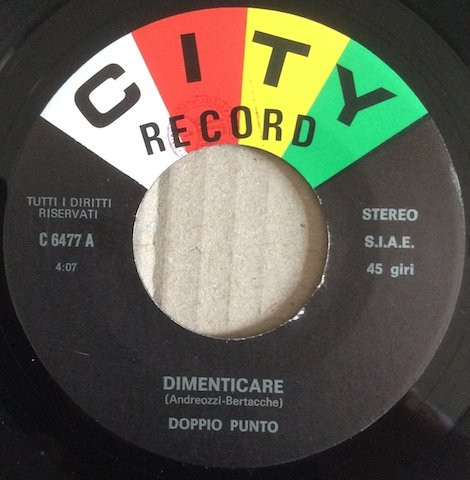 CITY
RECORD
TUTTI I DIRITTI
RISERVATI
C 6477 A
4:07
STEREO
S.I.A.E.
45 giri
DIMENTICARE
(Andreozzi-Bertacche)
DOPPIO PUNTO